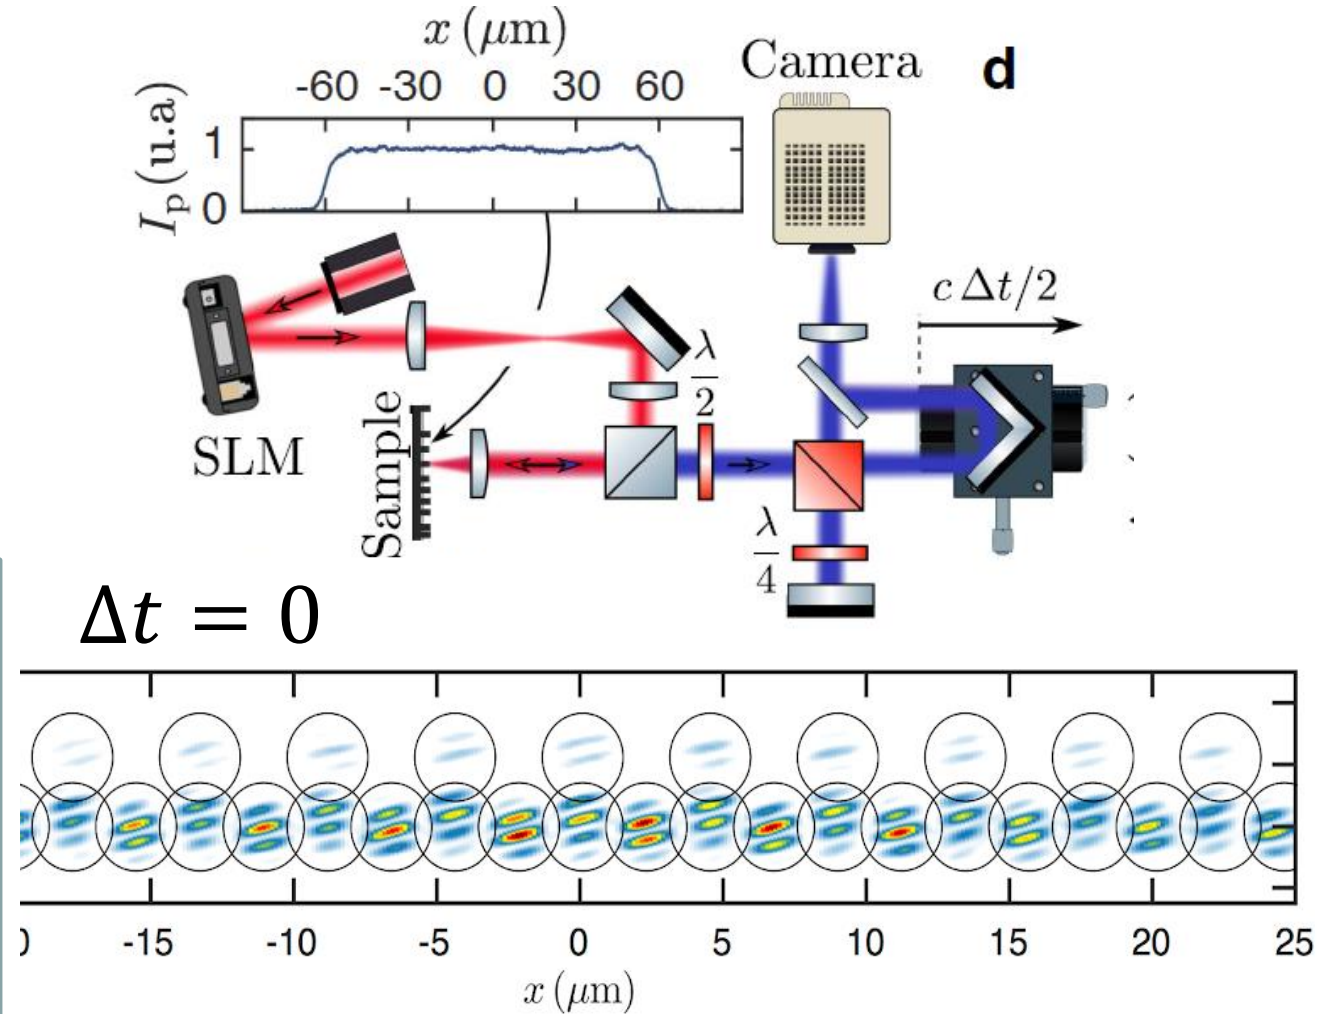 x (μm)
-60 -30 0 30 60
I_p (u.a)
1
0
Camera
d
c Δt/2
SLM
λ/2
Sample
λ/4
Δt = 0
-15 -10 -5 0 5 10 15 20 25
x (μm)